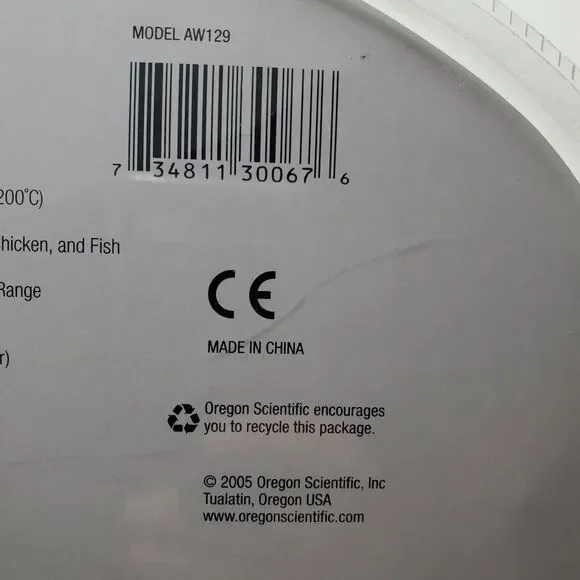 MODEL AW129
7 34811 30067 6
200°C)
hicken, and Fish
Range
CE
r)
MADE IN CHINA
Oregon Scientific encourages
you to recycle this package.
© 2005 Oregon Scientific, Inc
Tualatin, Oregon USA
www.oregonscientific.com